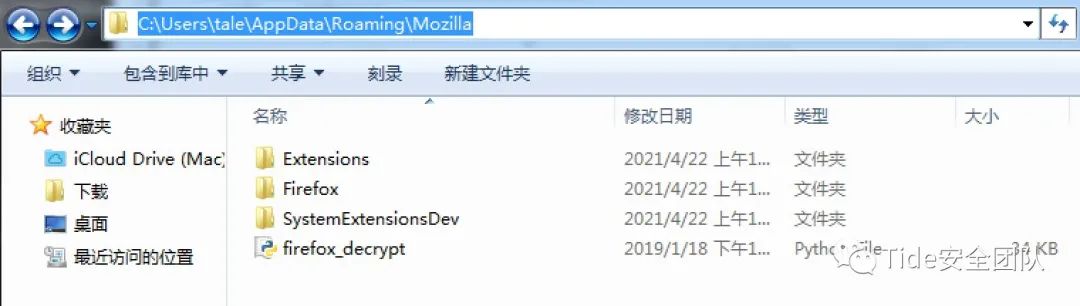 C:\Users\tale\AppData\Roaming\Mozilla
组织 包含到库中 共享 刻录 新建文件夹
收藏夹
iCloud Drive (Mac)
下载
桌面
最近访问的位置
名称 修改日期 类型 大小
Extensions 2021/4/22 上午1... 文件夹
Firefox 2021/4/22 上午1... 文件夹
SystemExtensionsDev 2021/4/22 上午1... 文件夹
firefox_decrypt 2019/1/18 下午1... Python File 34 KB
Tide安全团队